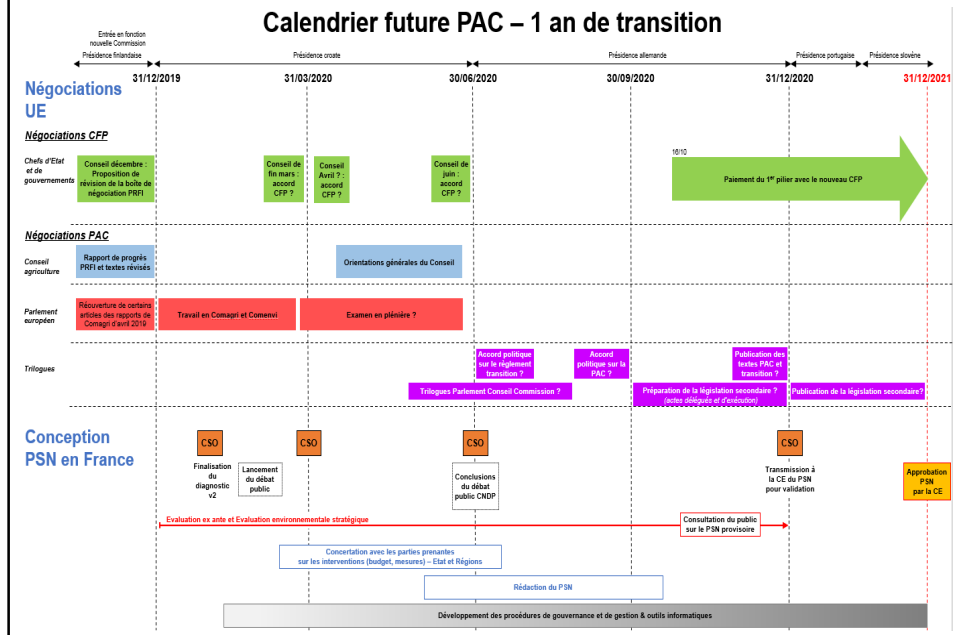 Calendrier future PAC – 1 an de transition
Entrée en fonction
nouvelle Commission
Présidence finlandaise
Présidence croate
Présidence allemande
Présidence portugaise
Présidence slovène
31/12/2019
31/03/2020
30/06/2020
30/09/2020
31/12/2020
31/12/2021
Négociations
UE
Négociations CFP
Chefs d'Etat
et de
gouvernements
Conseil décembre :
Proposition de
révision de la boîte de
négociation PRFI
Conseil de
fin mars :
accord
CFP ?
Conseil
Avril ? :
accord
CFP ?
Conseil de
juin :
accord
CFP ?
16/10
Paiement du 1er pilier avec le nouveau CFP
Négociations PAC
Conseil
agriculture
Rapport de progrès
PRFI et textes révisés
Orientations générales du Conseil
Parlement
européen
Réouverture de certains
articles des rapports de
Comagri d'avril 2019
Travail en Comagri et Comenvi
Examen en plénière ?
Trilogues
Accord politique
sur le règlement
transition ?
Accord
politique sur la
PAC ?
Publication des
textes PAC et
transition ?
Trilogues Parlement Conseil Commission ?
Préparation de la législation secondaire ?
(actes délégués et d'exécution)
Publication de la législation secondaire?
Conception
PSN en France
CSO
CSO
CSO
CSO
Finalisation
du
diagnostic
v2
Lancement
du débat
public
Conclusions
du débat
public CNDP
Transmission à
la CE du PSN
pour validation
Approbation
PSN
par la CE
Evaluation ex ante et Evaluation environnementale stratégique
Consultation du public
sur le PSN provisoire
Concertation avec les parties prenantes
sur les interventions (budget, mesures) – Etat et Régions
Rédaction du PSN
Développement des procédures de gouvernance et de gestion & outils informatiques